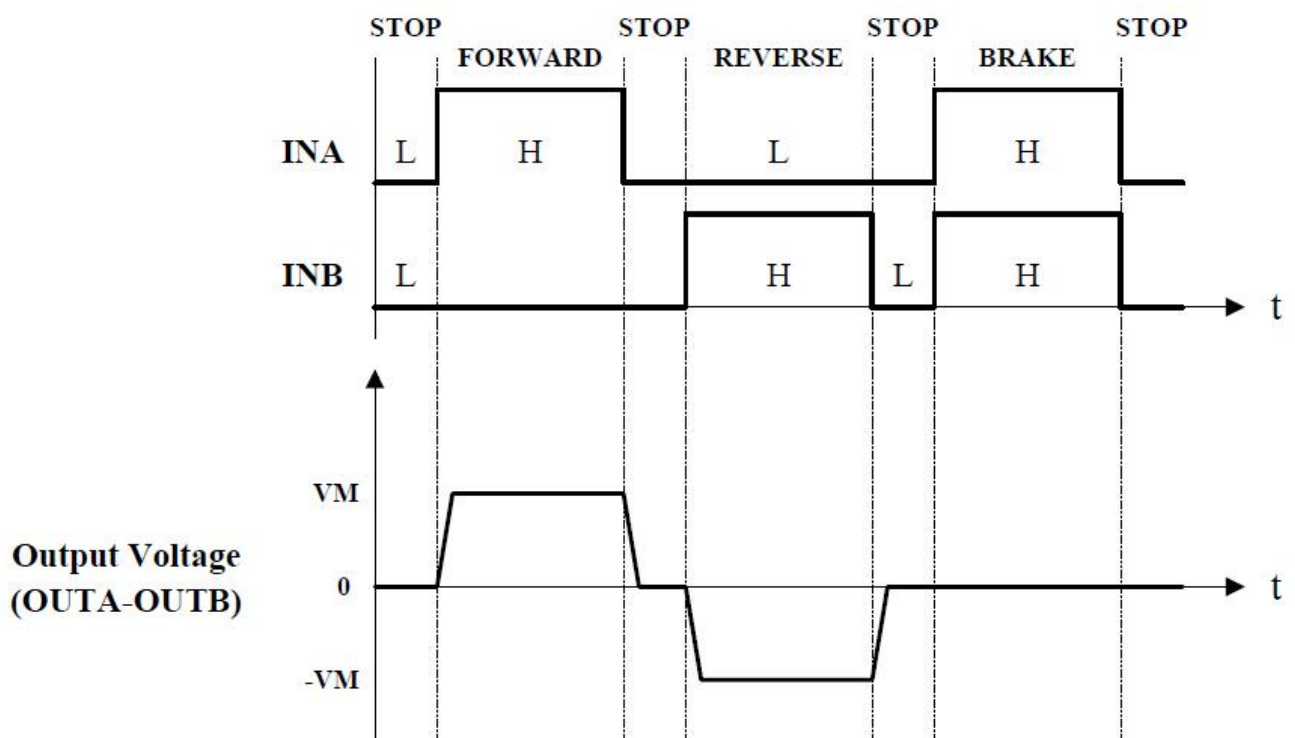 STOP STOP STOP STOP
FORWARD REVERSE BRAKE
INA L H L H
INB L H L H
t
VM
Output Voltage
(OUTA-OUTB)
0 t
-VM